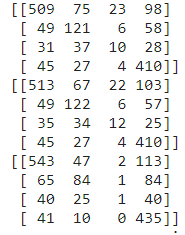 [[509  75  23  98]
 [ 49 121   6  58]
 [ 31  37  10  28]
 [ 45  27   4 410]]
[[513  67  22 103]
 [ 49 122   6  57]
 [ 35  34  12  25]
 [ 45  27   4 410]]
[[543  47   2 113]
 [ 65  84   1  84]
 [ 40  25   1  40]
 [ 41  10   0 435]]